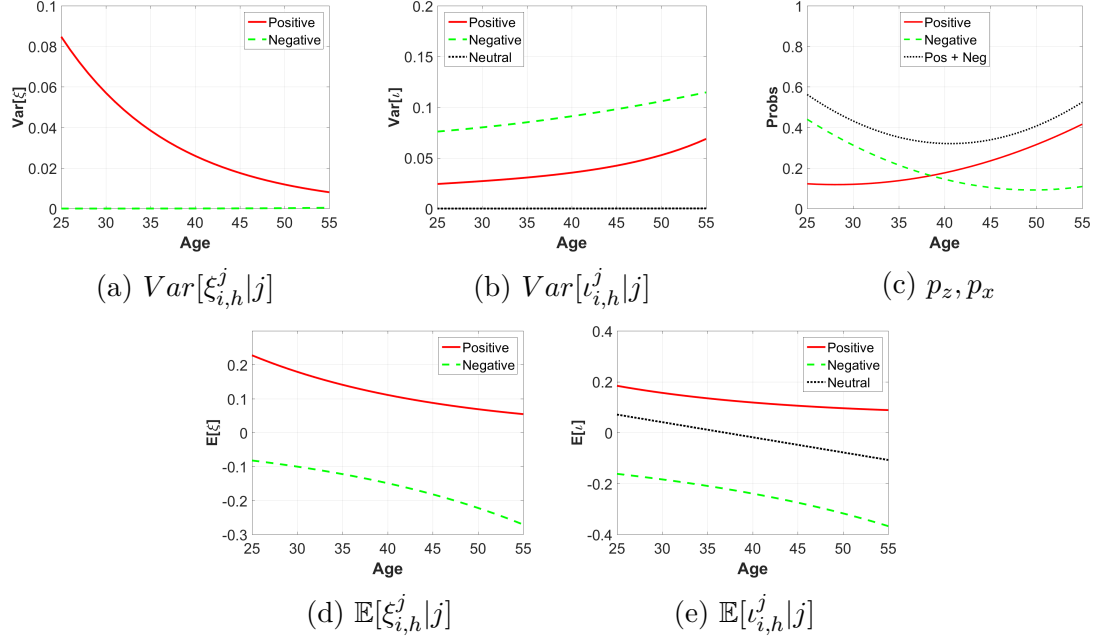 0.1
0.08
0.06
0.04
0.02
0
Var[ξ]
Positive
Negative
25 30 35 40 45 50 55
Age
(a) Var[ξ^j_{i,h}|j]
0.2
0.15
0.1
0.05
0
Var[ι]
Positive
Negative
Neutral
25 30 35 40 45 50 55
Age
(b) Var[ι^j_{i,h}|j]
1
0.8
0.6
0.4
0.2
0
Probs
Positive
Negative
Pos + Neg
25 30 35 40 45 50 55
Age
(c) p_z, p_x
0.2
0.1
0
-0.1
-0.2
-0.3
E[ξ]
Positive
Negative
25 30 35 40 45 50 55
Age
(d) 𝔼[ξ^j_{i,h}|j]
0.4
0.2
0
-0.2
-0.4
E[ι]
Positive
Negative
Neutral
25 30 35 40 45 50 55
Age
(e) 𝔼[ι^j_{i,h}|j]